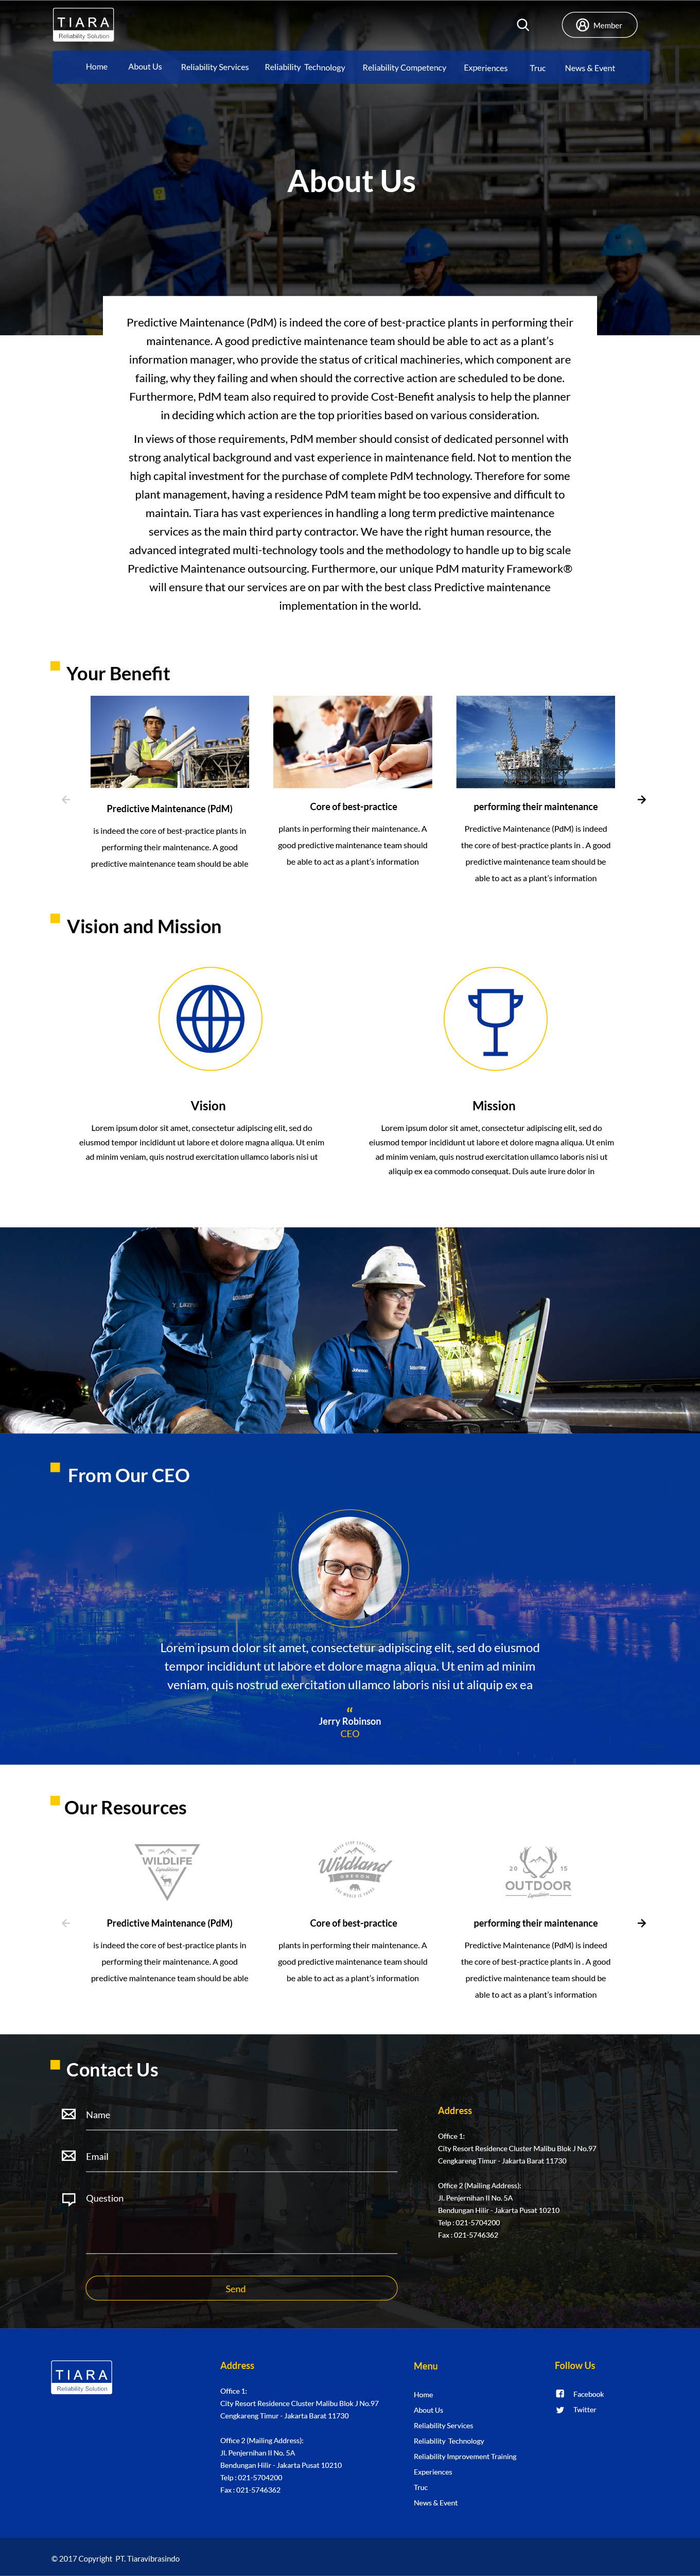 TIARA
Reliability Solution
Member
Home About Us Reliability Services Reliability Technology Reliability Competency Experiences Truc News & Event
About Us
Predictive Maintenance (PdM) is indeed the core of best-practice plants in performing their
maintenance. A good predictive maintenance team should be able to act as a plant's
information manager, who provide the status of critical machineries, which component are
failing, why they failing and when should the corrective action are scheduled to be done.
Furthermore, PdM team also required to provide Cost-Benefit analysis to help the planner
in deciding which action are the top priorities based on various consideration.
In views of those requirements, PdM member should consist of dedicated personnel with
strong analytical background and vast experience in maintenance field. Not to mention the
high capital investment for the purchase of complete PdM technology. Therefore for some
plant management, having a residence PdM team might be too expensive and difficult to
maintain. Tiara has vast experiences in handling a long term predictive maintenance
services as the main third party contractor. We have the right human resource, the
advanced integrated multi-technology tools and the methodology to handle up to big scale
Predictive Maintenance outsourcing. Furthermore, our unique PdM maturity Framework®
will ensure that our services are on par with the best class Predictive maintenance
implementation in the world.
Your Benefit
Predictive Maintenance (PdM)
is indeed the core of best-practice plants in
performing their maintenance. A good
predictive maintenance team should be able
Core of best-practice
plants in performing their maintenance. A
good predictive maintenance team should
be able to act as a plant's information
performing their maintenance
Predictive Maintenance (PdM) is indeed
the core of best-practice plants in . A good
predictive maintenance team should be
able to act as a plant's information
Vision and Mission
Vision
Lorem ipsum dolor sit amet, consectetur adipiscing elit, sed do
eiusmod tempor incididunt ut labore et dolore magna aliqua. Ut enim
ad minim veniam, quis nostrud exercitation ullamco laboris nisi ut
Mission
Lorem ipsum dolor sit amet, consectetur adipiscing elit, sed do
eiusmod tempor incididunt ut labore et dolore magna aliqua. Ut enim
ad minim veniam, quis nostrud exercitation ullamco laboris nisi ut
aliquip ex ea commodo consequat. Duis aute irure dolor in
Johnson
From Our CEO
Lorem ipsum dolor sit amet, consectetur adipiscing elit, sed do eiusmod
tempor incididunt ut labore et dolore magna aliqua. Ut enim ad minim
veniam, quis nostrud exercitation ullamco laboris nisi ut aliquip ex ea
“
Jerry Robinson
CEO
Our Resources
WILDLIFE
Expeditions
Predictive Maintenance (PdM)
is indeed the core of best-practice plants in
performing their maintenance. A good
predictive maintenance team should be able
NEVER STOP EXPLORING
Wildland
OREGON
THE WORLD IS YOURS
Core of best-practice
plants in performing their maintenance. A
good predictive maintenance team should
be able to act as a plant's information
20 15
OUTDOOR
Expedition
performing their maintenance
Predictive Maintenance (PdM) is indeed
the core of best-practice plants in . A good
predictive maintenance team should be
able to act as a plant's information
Contact Us
Name
Email
Question
Send
Address
Office 1:
City Resort Residence Cluster Malibu Blok J No.97
Cengkareng Timur - Jakarta Barat 11730
Office 2 (Mailing Address):
Jl. Penjernihan II No. 5A
Bendungan Hilir - Jakarta Pusat 10210
Telp : 021-5704200
Fax : 021-5746362
TIARA
Reliability Solution
Address
Office 1:
City Resort Residence Cluster Malibu Blok J No.97
Cengkareng Timur - Jakarta Barat 11730
Office 2 (Mailing Address):
Jl. Penjernihan II No. 5A
Bendungan Hilir - Jakarta Pusat 10210
Telp : 021-5704200
Fax : 021-5746362
Menu
Home
About Us
Reliability Services
Reliability Technology
Reliability Improvement Training
Experiences
Truc
News & Event
Follow Us
Facebook
Twitter
© 2017 Copyright PT. Tiaravibrasindo